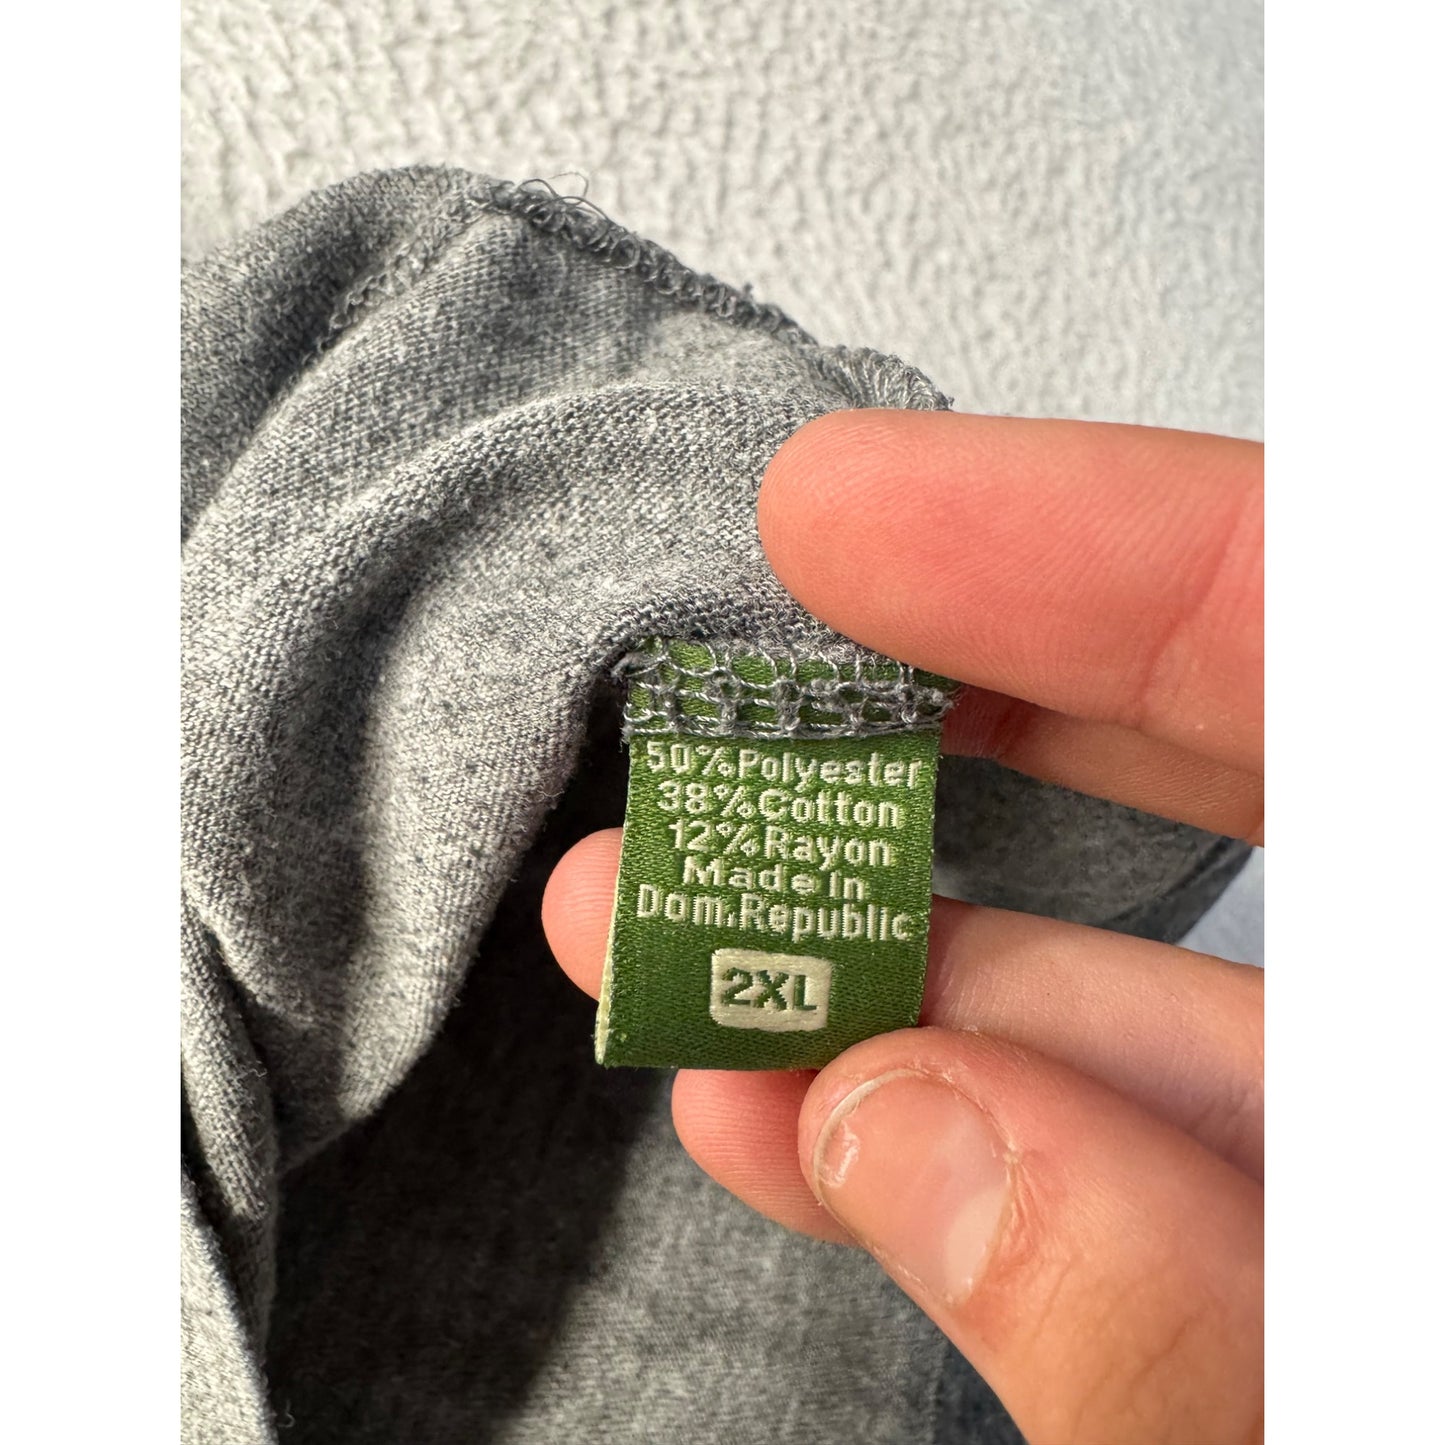 50%Polyester
38%Cotton
12%Rayon
Made In
Dom.Republic
2XL